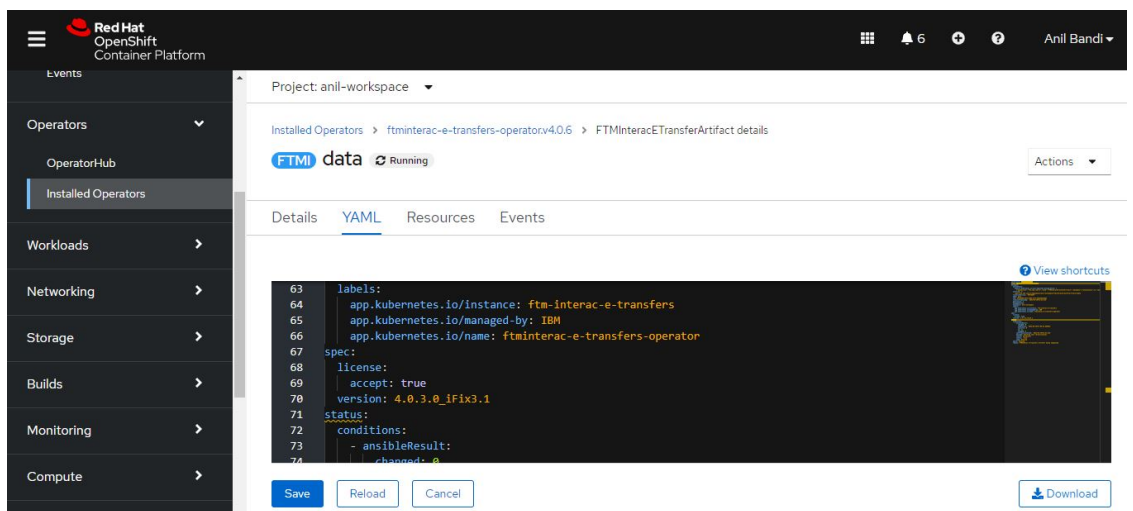 Red Hat
OpenShift
Container Platform
6
Anil Bandi
Events
Operators
OperatorHub
Installed Operators
Workloads
Networking
Storage
Builds
Monitoring
Compute
Project: anil-workspace
Installed Operators > ftminterac-e-transfers-operator.v4.0.6 > FTMInteracETransferArtifact details
FTMI data Running
Actions
Details YAML Resources Events
View shortcuts
63 labels:
64 app.kubernetes.io/instance: ftm-interac-e-transfers
65 app.kubernetes.io/managed-by: IBM
66 app.kubernetes.io/name: ftminterac-e-transfers-operator
67 spec:
68 license:
69 accept: true
70 version: 4.0.3.0_iFix3.1
71 status:
72 conditions:
73 - ansibleResult:
74 changed: 0
Save Reload Cancel Download